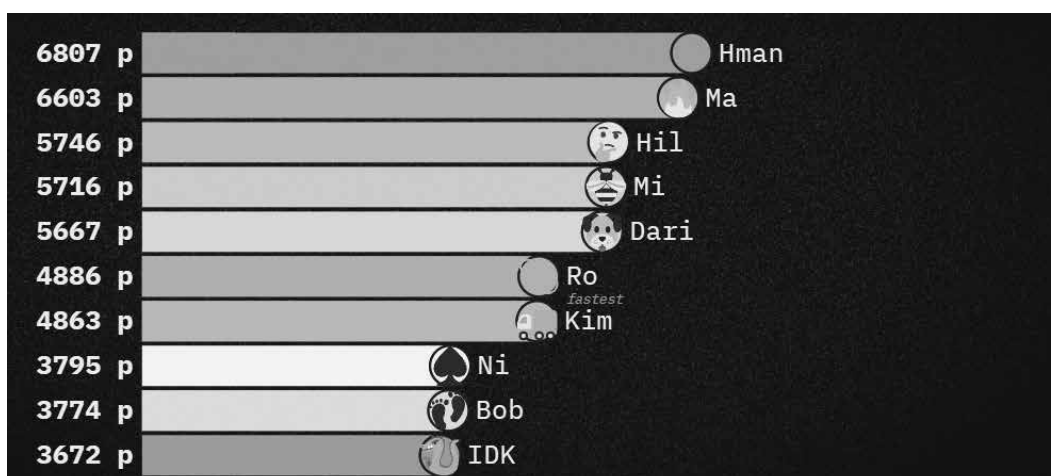 6807 p Hman
6603 p Ma
5746 p Hil
5716 p Mi
5667 p Dari
4886 p Ro
fastest
4863 p Kim
3795 p Ni
3774 p Bob
3672 p IDK